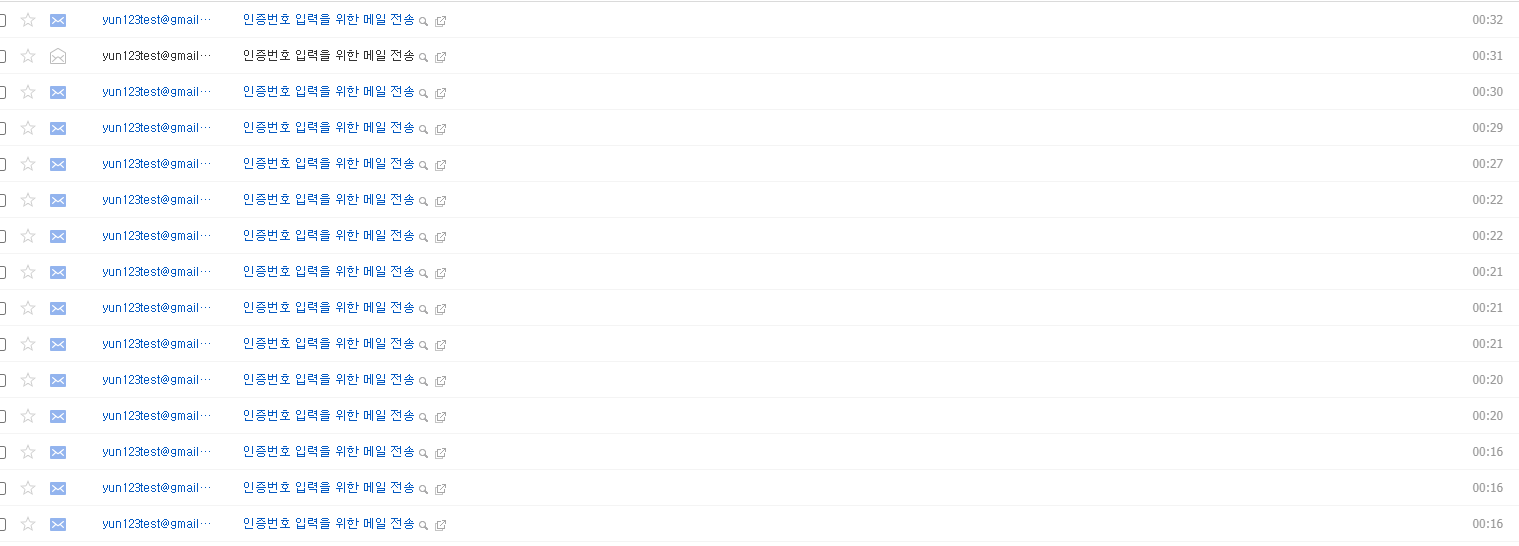 yun123test@gmail… 인증번호 입력을 위한 메일 전송 00:32
yun123test@gmail… 인증번호 입력을 위한 메일 전송 00:31
yun123test@gmail… 인증번호 입력을 위한 메일 전송 00:30
yun123test@gmail… 인증번호 입력을 위한 메일 전송 00:29
yun123test@gmail… 인증번호 입력을 위한 메일 전송 00:27
yun123test@gmail… 인증번호 입력을 위한 메일 전송 00:22
yun123test@gmail… 인증번호 입력을 위한 메일 전송 00:22
yun123test@gmail… 인증번호 입력을 위한 메일 전송 00:21
yun123test@gmail… 인증번호 입력을 위한 메일 전송 00:21
yun123test@gmail… 인증번호 입력을 위한 메일 전송 00:21
yun123test@gmail… 인증번호 입력을 위한 메일 전송 00:20
yun123test@gmail… 인증번호 입력을 위한 메일 전송 00:20
yun123test@gmail… 인증번호 입력을 위한 메일 전송 00:16
yun123test@gmail… 인증번호 입력을 위한 메일 전송 00:16
yun123test@gmail… 인증번호 입력을 위한 메일 전송 00:16